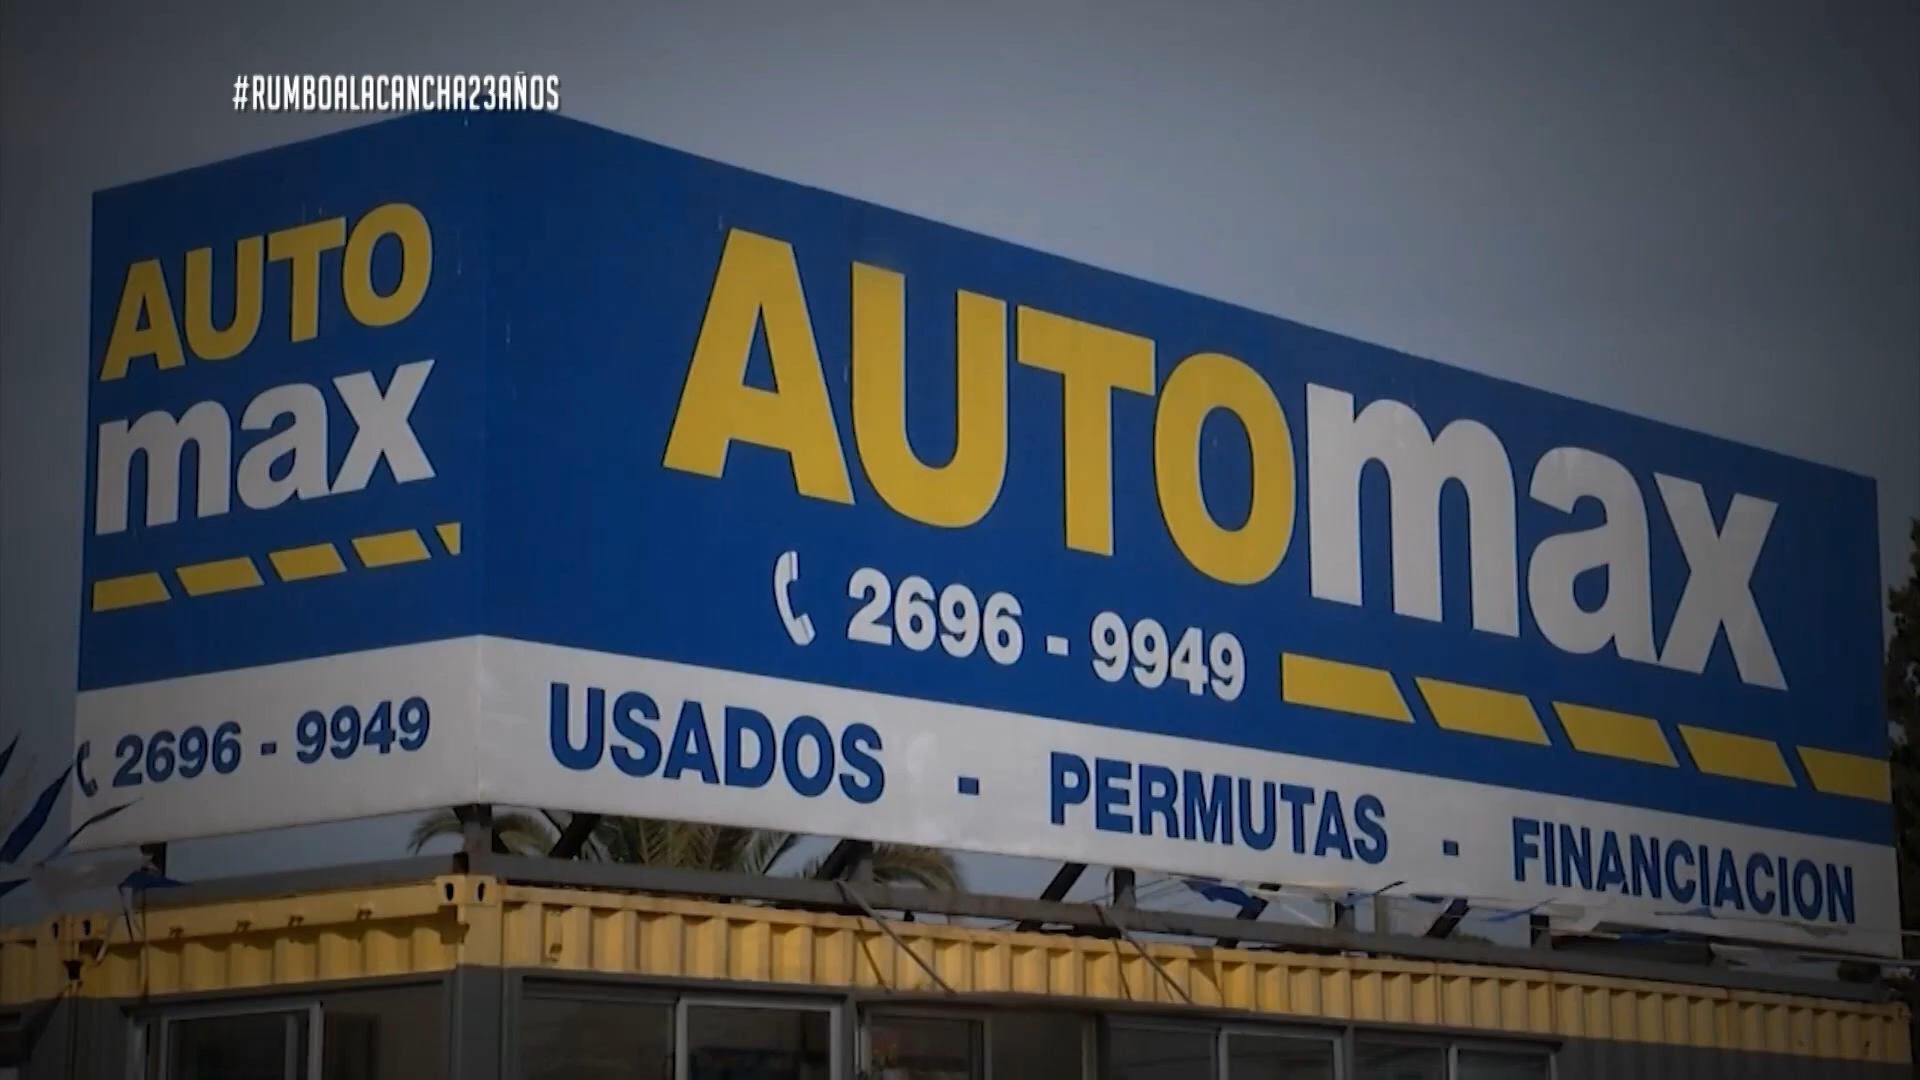 #RUMBOALACANCHA23AÑOS
AUTO
max
2696 - 9949
AUTOmax
2696 - 9949
USADOS - PERMUTAS - FINANCIACION